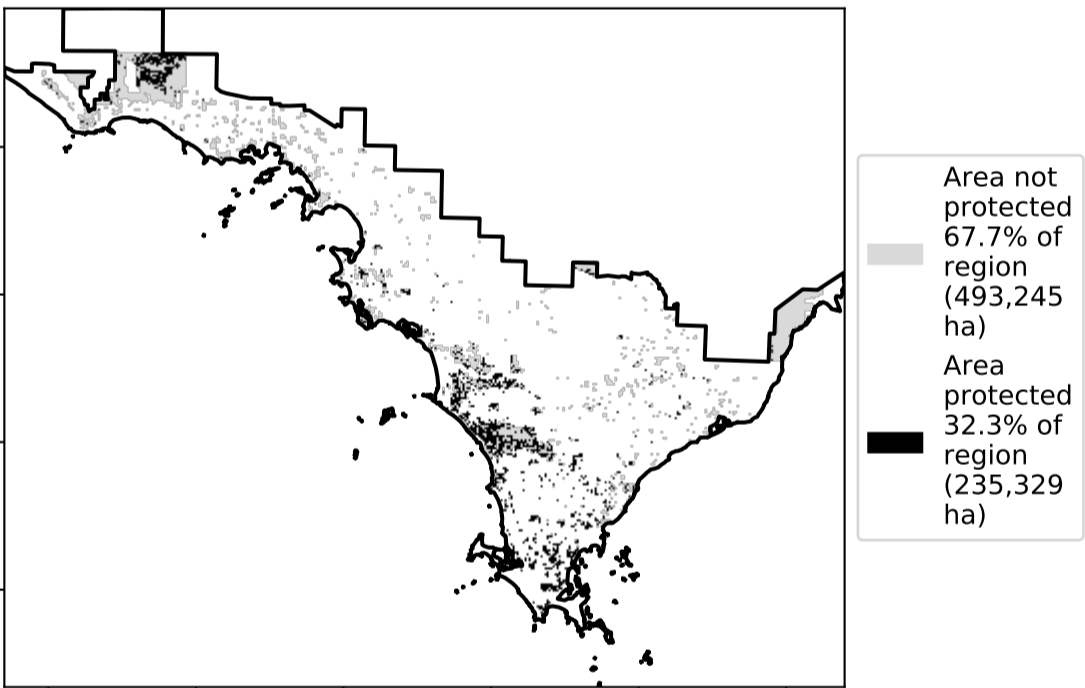 Area not
protected
67.7% of
region
(493,245
ha)
Area
protected
32.3% of
region
(235,329
ha)